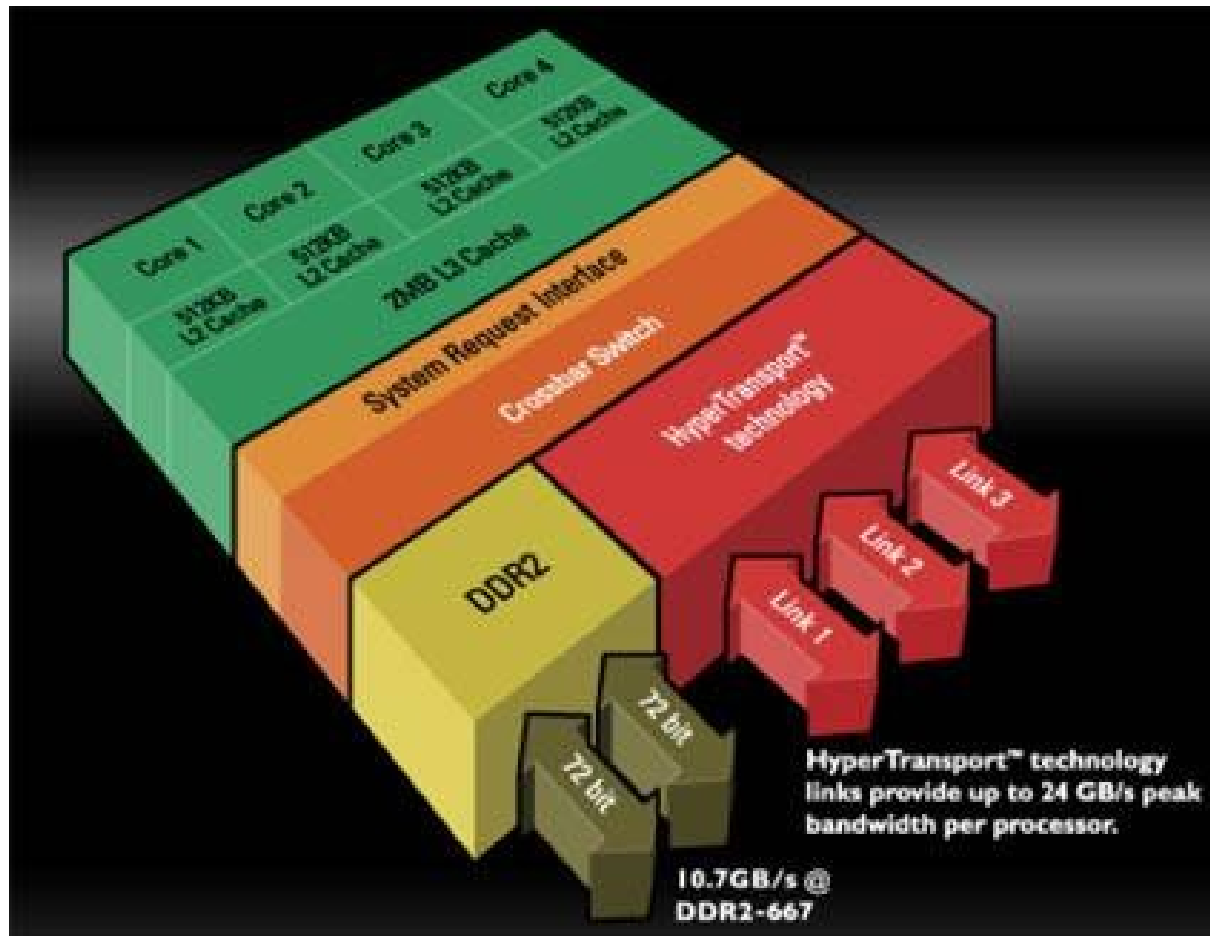 Core 1
Core 2
Core 3
Core 4
512KB
L2 Cache
512KB
L2 Cache
512KB
L2 Cache
512KB
L2 Cache
2MB L3 Cache
System Request Interface
Crossbar Switch
HyperTransport™
technology
DDR2
Link 1
Link 2
Link 3
72 bit
72 bit
HyperTransport™ technology
links provide up to 24 GB/s peak
bandwidth per processor.
10.7GB/s @
DDR2-667